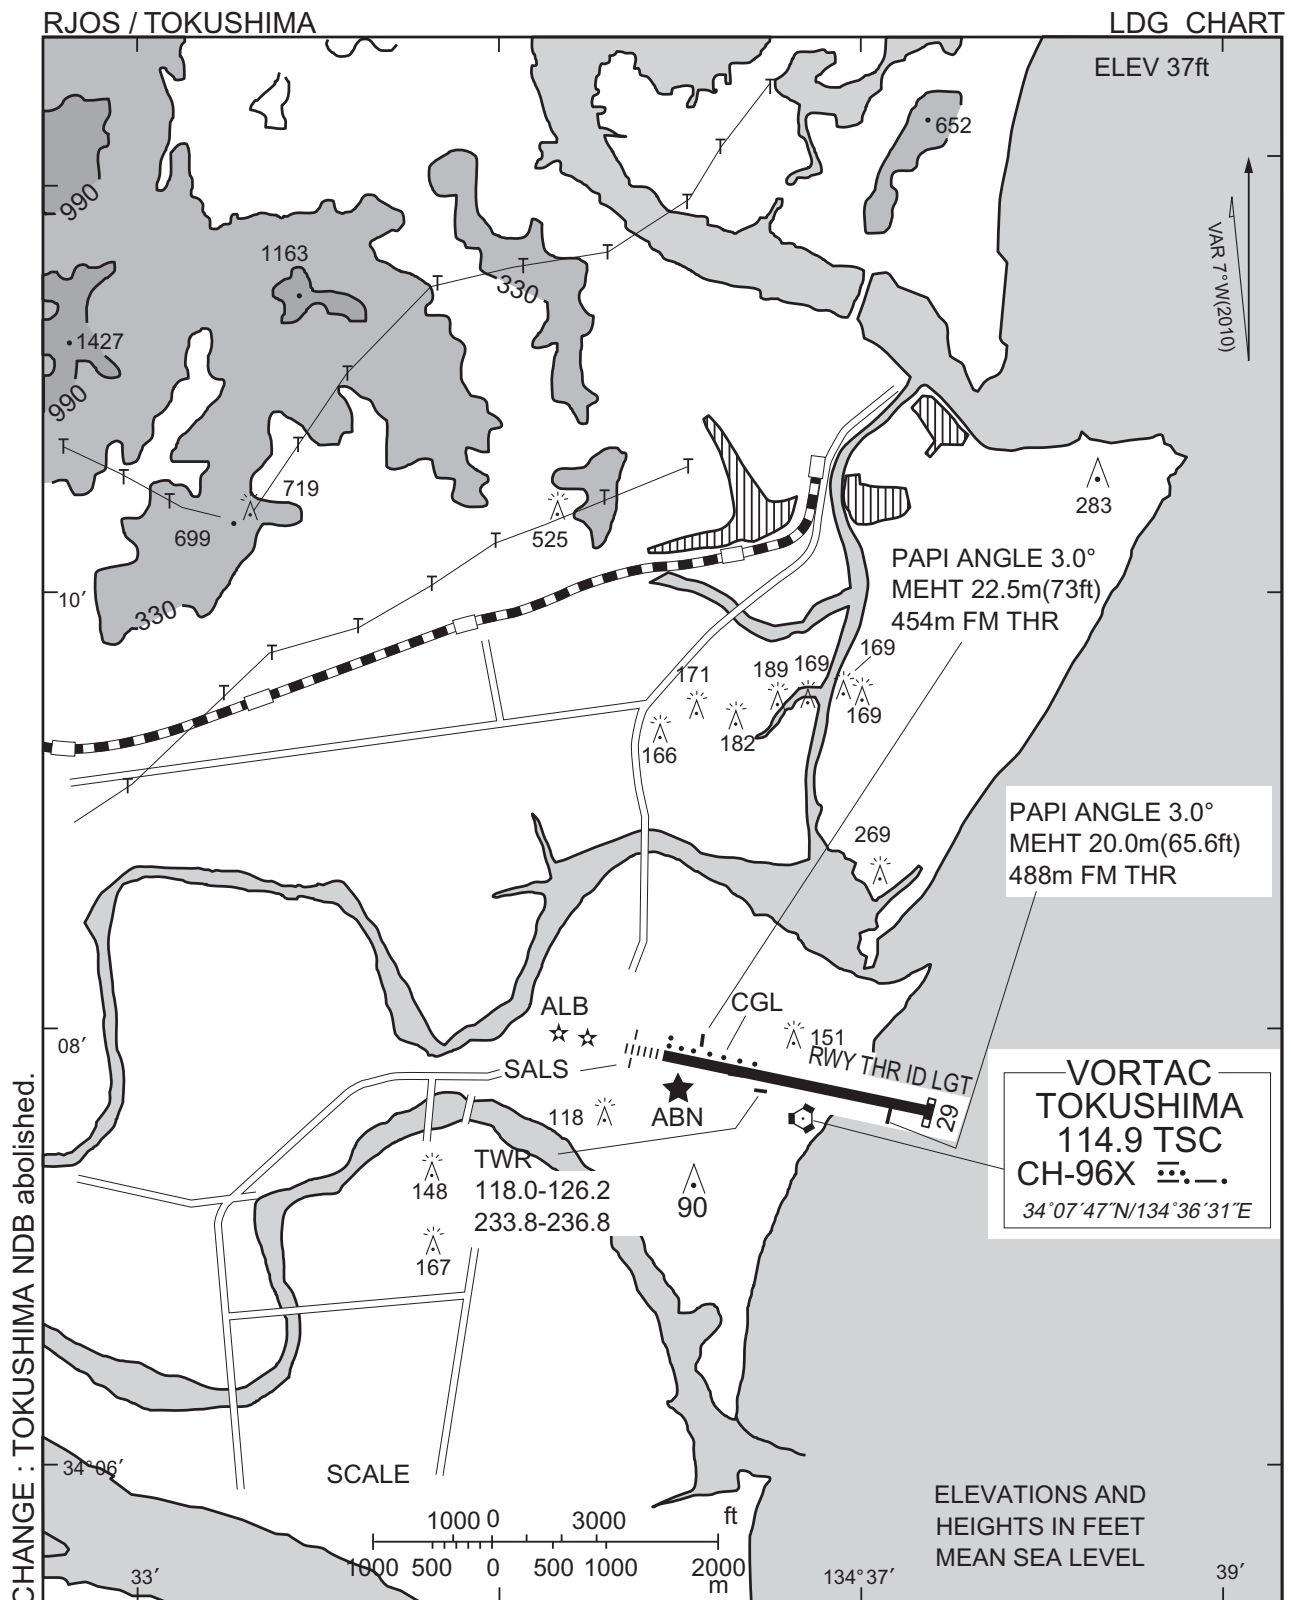 RJOS / TOKUSHIMA
LDG CHART
ELEV 37ft
652
990
VAR 7°W(2010)
1163
330
1427
990
719
699
525
283
PAPI ANGLE 3.0°
MEHT 22.5m(73ft)
454m FM THR
10′
330
169
171
189
169
169
166
182
PAPI ANGLE 3.0°
MEHT 20.0m(65.6ft)
488m FM THR
269
ALB
CGL
151
08′
SALS
RWY THR ID LGT
29
118
ABN
VORTAC
TOKUSHIMA
114.9 TSC
CH-96X
34°07′47″N/134°36′31″E
TWR
118.0-126.2
233.8-236.8
148
90
167
CHANGE : TOKUSHIMA NDB abolished.
34°06′
SCALE
ELEVATIONS AND
HEIGHTS IN FEET
MEAN SEA LEVEL
1000 0 3000 ft
1000 500 0 500 1000 2000
m
33′
134°37′
39′
T T T T T T T T T T T T T T T T T T T T T